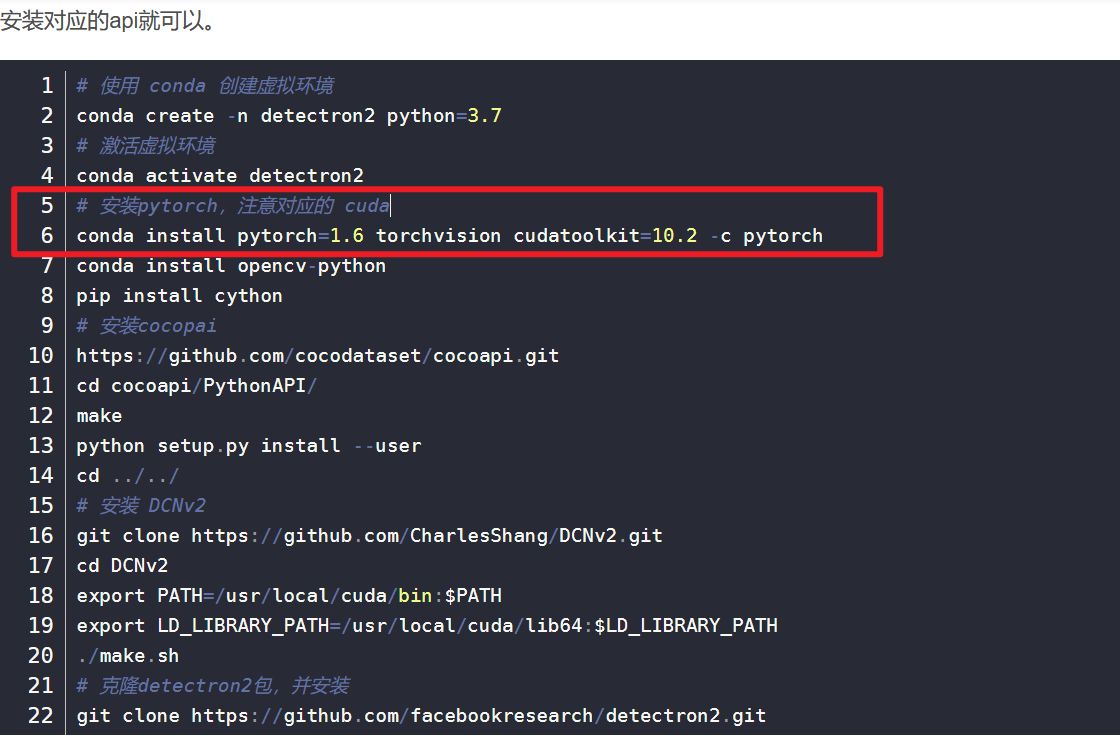 安装对应的api就可以。
1 # 使用 conda 创建虚拟环境
2 conda create -n detectron2 python=3.7
3 # 激活虚拟环境
4 conda activate detectron2
5 # 安装pytorch，注意对应的 cuda
6 conda install pytorch=1.6 torchvision cudatoolkit=10.2 -c pytorch
7 conda install opencv-python
8 pip install cython
9 # 安装cocopai
10 https://github.com/cocodataset/cocoapi.git
11 cd cocoapi/PythonAPI/
12 make
13 python setup.py install --user
14 cd ../../
15 # 安装 DCNv2
16 git clone https://github.com/CharlesShang/DCNv2.git
17 cd DCNv2
18 export PATH=/usr/local/cuda/bin:$PATH
19 export LD_LIBRARY_PATH=/usr/local/cuda/lib64:$LD_LIBRARY_PATH
20 ./make.sh
21 # 克隆detectron2包，并安装
22 git clone https://github.com/facebookresearch/detectron2.git